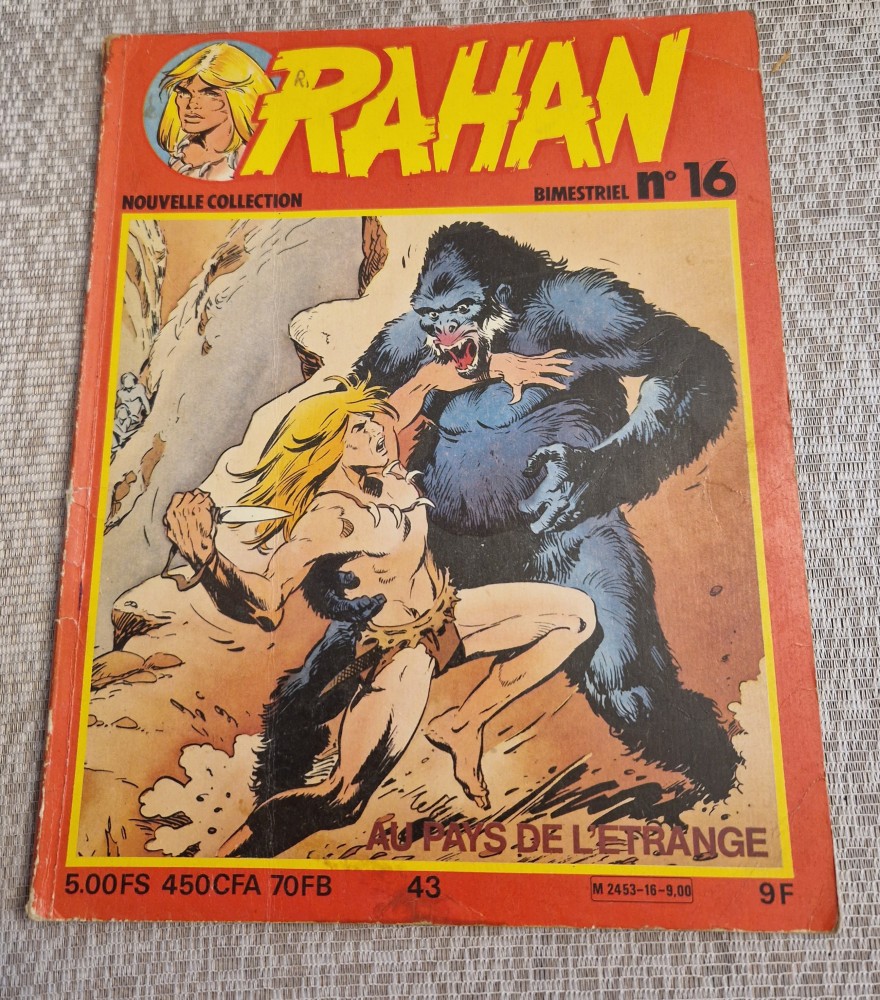 RAHAN
R.
NOUVELLE COLLECTION
BIMESTRIEL n° 16
AU PAYS DE L'ETRANGE
5.00FS 450CFA 70FB 43 M 2453-16-9,00 9F